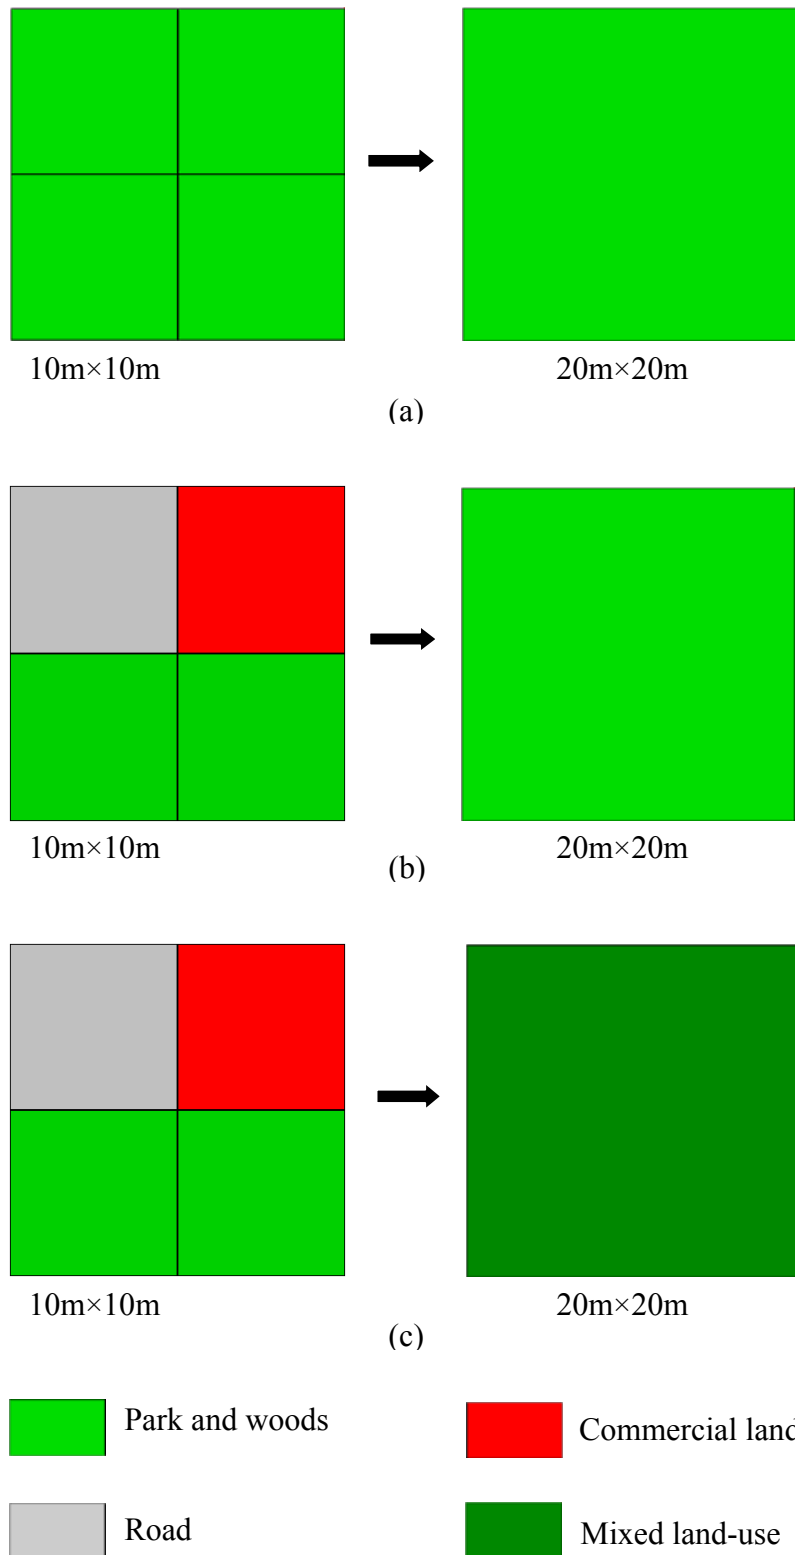 10m×10m 20m×20m
(a)
10m×10m 20m×20m
(b)
10m×10m 20m×20m
(c)
Park and woods Commercial land
Road Mixed land-use